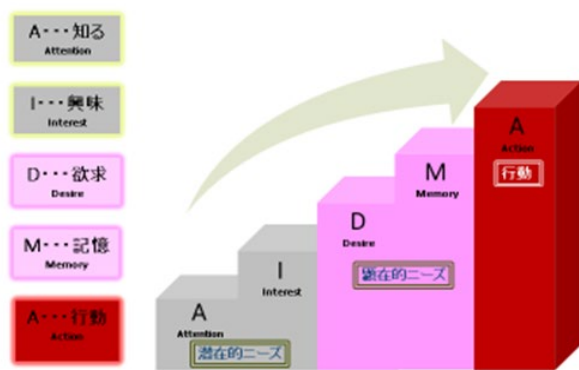 A・・・知る
Attention
I・・・興味
Interest
D・・・欲求
Desire
M・・・記憶
Memory
A・・・行動
Action
A
Attention
潜在的ニーズ
I
Interest
D
Desire
顕在的ニーズ
M
Memory
A
Action
行動